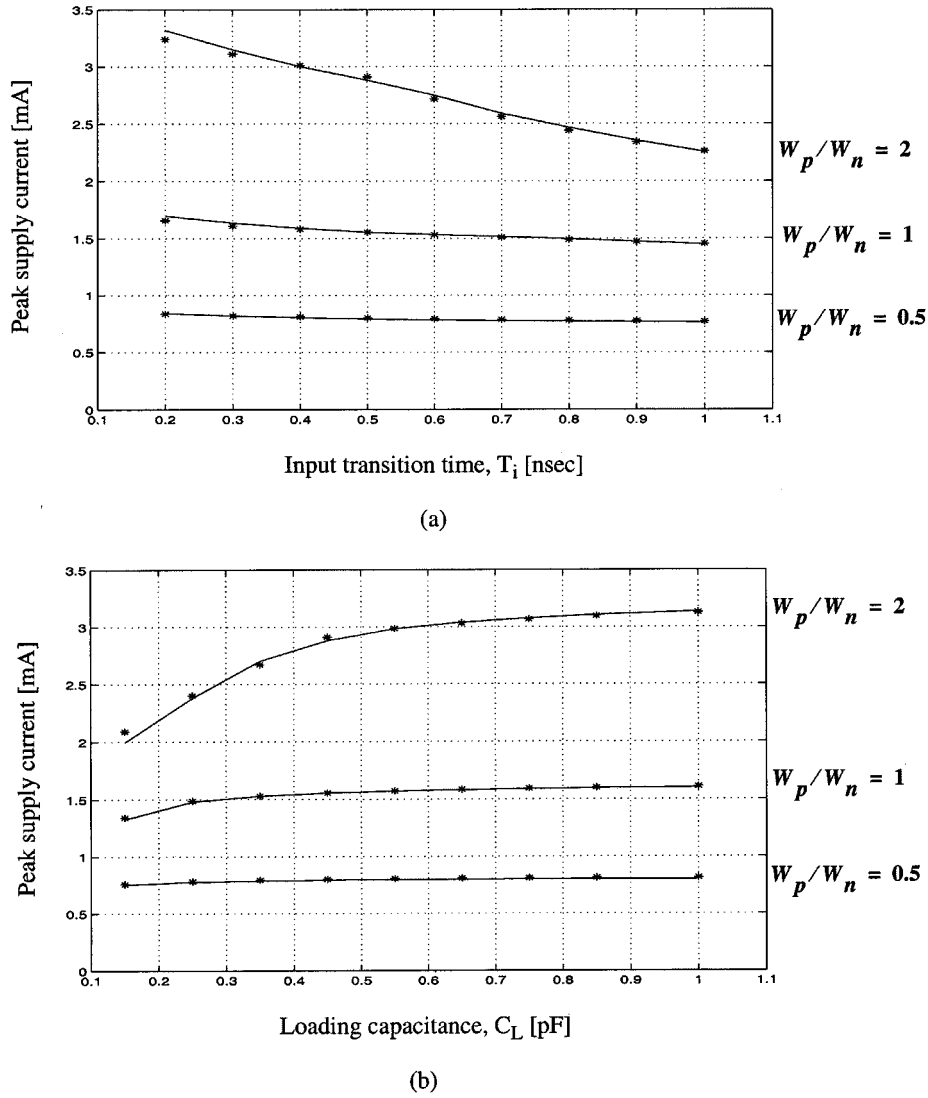 3.5
3
2.5
2
1.5
1
0.5
0
Peak supply current [mA]
W_p/W_n = 2
W_p/W_n = 1
W_p/W_n = 0.5
0.1 0.2 0.3 0.4 0.5 0.6 0.7 0.8 0.9 1 1.1
Input transition time, T_i [nsec]
(a)
3.5
3
2.5
2
1.5
1
0.5
0
Peak supply current [mA]
W_p/W_n = 2
W_p/W_n = 1
W_p/W_n = 0.5
0.1 0.2 0.3 0.4 0.5 0.6 0.7 0.8 0.9 1 1.1
Loading capacitance, C_L [pF]
(b)